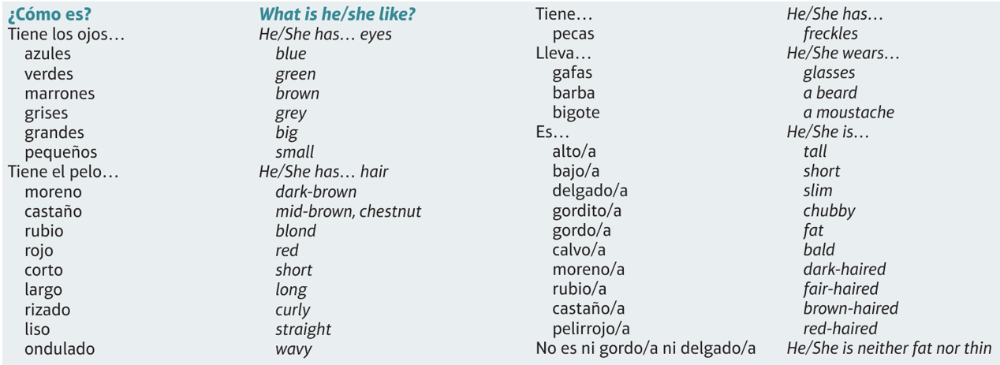 ¿Cómo es? What is he/she like?
Tiene los ojos… He/She has… eyes
azules blue
verdes green
marrones brown
grises grey
grandes big
pequeños small
Tiene el pelo… He/She has… hair
moreno dark-brown
castaño mid-brown, chestnut
rubio blond
rojo red
corto short
largo long
rizado curly
liso straight
ondulado wavy
Tiene… He/She has…
pecas freckles
Lleva… He/She wears…
gafas glasses
barba a beard
bigote a moustache
Es… He/She is…
alto/a tall
bajo/a short
delgado/a slim
gordito/a chubby
gordo/a fat
calvo/a bald
moreno/a dark-haired
rubio/a fair-haired
castaño/a brown-haired
pelirrojo/a red-haired
No es ni gordo/a ni delgado/a He/She is neither fat nor thin